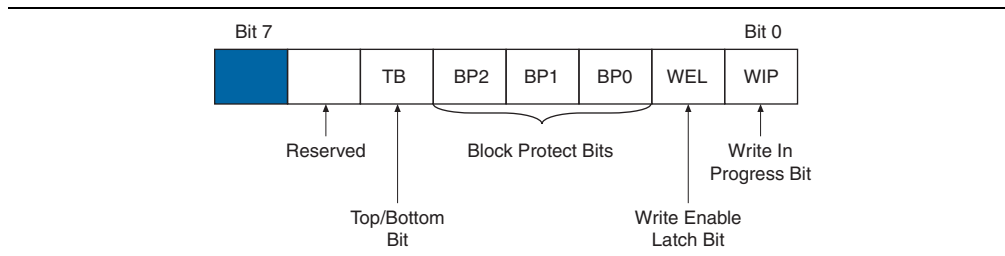 Bit 7 Bit 0
TB BP2 BP1 BP0 WEL WIP
Reserved Block Protect Bits Write In
Progress Bit
Top/Bottom Write Enable
Bit Latch Bit